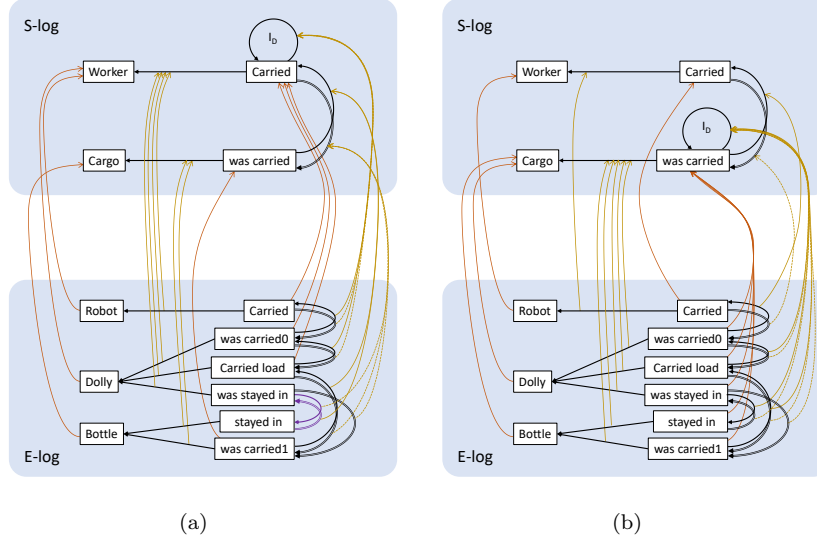 S-log
I_D
Worker
Carried
Cargo
was carried
Robot
Carried
was carried0
Carried load
Dolly
was stayed in
stayed in
Bottle
was carried1
E-log
(a)
S-log
Worker
Carried
I_D
Cargo
was carried
Robot
Carried
was carried0
Carried load
Dolly
was stayed in
stayed in
Bottle
was carried1
E-log
(b)